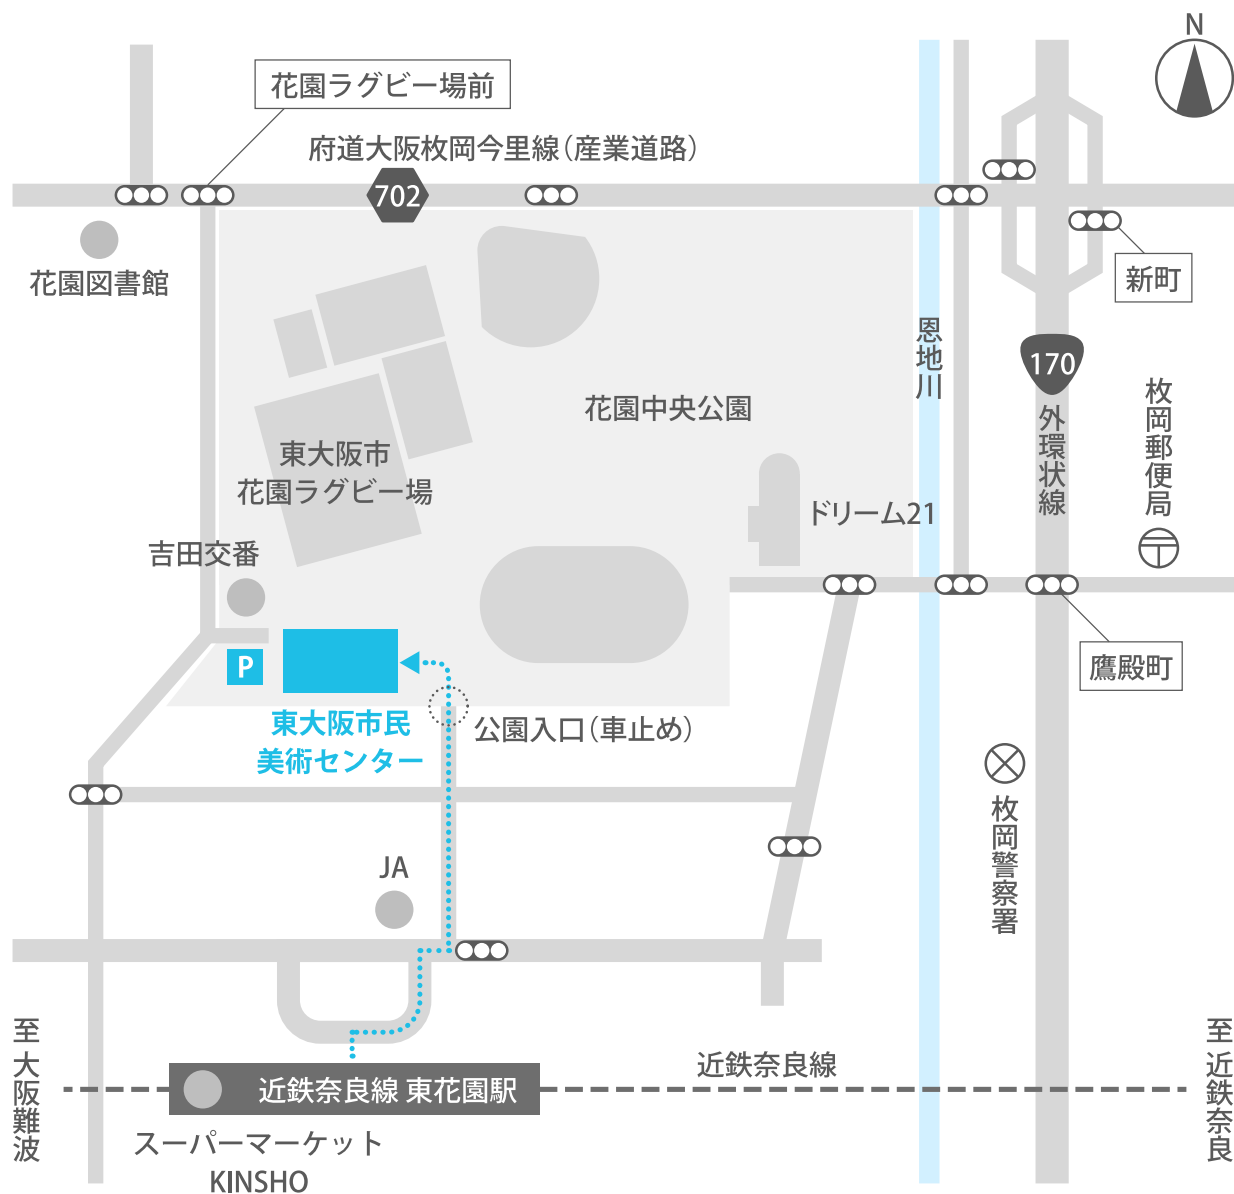 N
花園ラグビー場前
府道大阪枚岡今里線（産業道路）
702
花園図書館
新町
恩地川
170
外環状線
枚岡郵便局
花園中央公園
東大阪市
花園ラグビー場
ドリーム21
吉田交番
P
鷹殿町
東大阪市民
美術センター
公園入口（車止め）
枚岡警察署
JA
至 大阪難波
近鉄奈良線
至 近鉄奈良
近鉄奈良線 東花園駅
スーパーマーケット
KINSHO